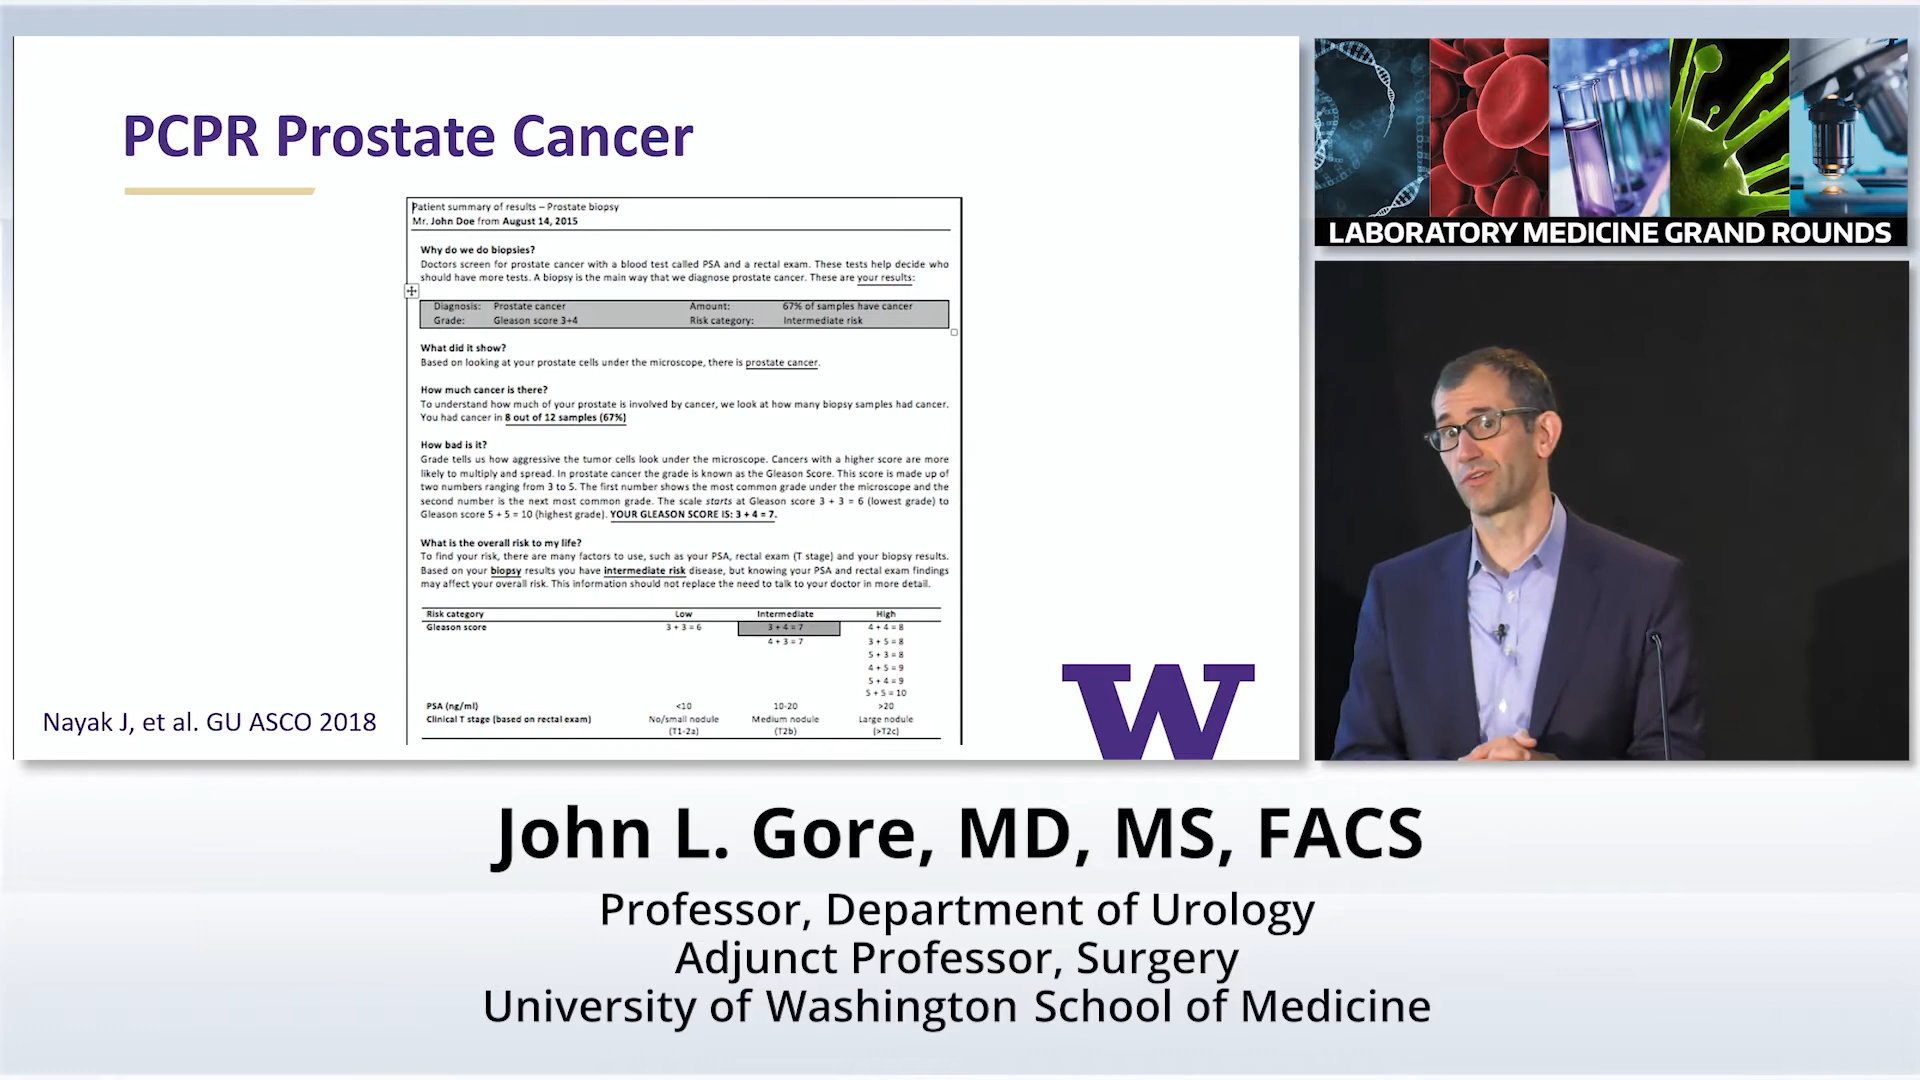 PCPR Prostate Cancer
Patient summary of results – Prostate biopsy
Mr. John Doe from August 14, 2015
Why do we do biopsies?
Doctors screen for prostate cancer with a blood test called PSA and a rectal exam. These tests help decide who
should have more tests. A biopsy is the main way that we diagnose prostate cancer. These are your results:
Diagnosis: Prostate cancer Amount: 67% of samples have cancer
Grade: Gleason score 3+4 Risk category: Intermediate risk
What did it show?
Based on looking at your prostate cells under the microscope, there is prostate cancer.
How much cancer is there?
To understand how much of your prostate is involved by cancer, we look at how many biopsy samples had cancer.
You had cancer in 8 out of 12 samples (67%)
How bad is it?
Grade tells us how aggressive the tumor cells look under the microscope. Cancers with a higher score are more
likely to multiply and spread. In prostate cancer the grade is known as the Gleason Score. This score is made up of
two numbers ranging from 3 to 5. The first number shows the most common grade under the microscope and the
second number is the next most common grade. The scale starts at Gleason score 3 + 3 = 6 (lowest grade) to
Gleason score 5 + 5 = 10 (highest grade). YOUR GLEASON SCORE IS: 3 + 4 = 7.
What is the overall risk to my life?
To find your risk, there are many factors to use, such as your PSA, rectal exam (T stage) and your biopsy results.
Based on your biopsy results you have intermediate risk disease, but knowing your PSA and rectal exam findings
may affect your overall risk. This information should not replace the need to talk to your doctor in more detail.
Risk category Low Intermediate High
Gleason score 3 + 3 = 6 3 + 4 = 7 4 + 4 = 8
4 + 3 = 7 3 + 5 = 8
5 + 3 = 8
4 + 5 = 9
5 + 4 = 9
5 + 5 = 10
PSA (ng/ml) <10 10-20 >20
Clinical T stage (based on rectal exam) No/small nodule Medium nodule Large nodule
(T1-2a) (T2b) (>T2c)
Nayak J, et al. GU ASCO 2018
W
LABORATORY MEDICINE GRAND ROUNDS
John L. Gore, MD, MS, FACS
Professor, Department of Urology
Adjunct Professor, Surgery
University of Washington School of Medicine